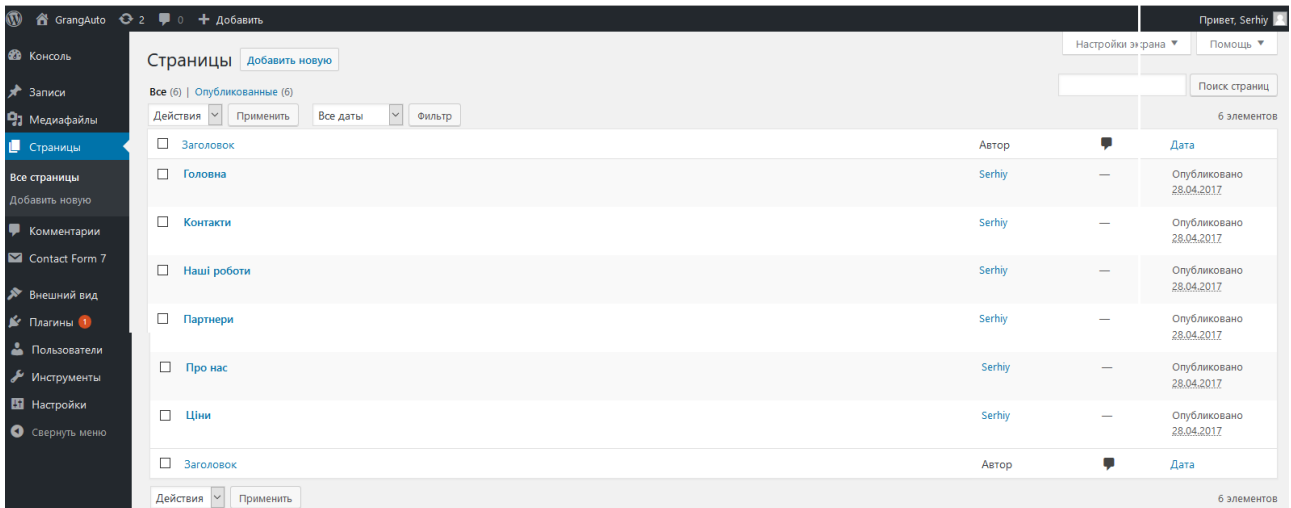 GrangAuto 2 0 + Добавить Привет, Serhiy
Настройки экрана Помощь
Консоль
Записи
Медиафайлы
Страницы
Все страницы
Добавить новую
Комментарии
Contact Form 7
Внешний вид
Плагины 1
Пользователи
Инструменты
Настройки
Свернуть меню
Страницы Добавить новую
Все (6) | Опубликованные (6) Поиск страниц
Действия Применить Все даты Фильтр 6 элементов
Заголовок Автор Дата
Головна Serhiy — Опубликовано
28.04.2017
Контакти Serhiy — Опубликовано
28.04.2017
Наші роботи Serhiy — Опубликовано
28.04.2017
Партнери Serhiy — Опубликовано
28.04.2017
Про нас Serhiy — Опубликовано
28.04.2017
Ціни Serhiy — Опубликовано
28.04.2017
Заголовок Автор Дата
Действия Применить 6 элементов